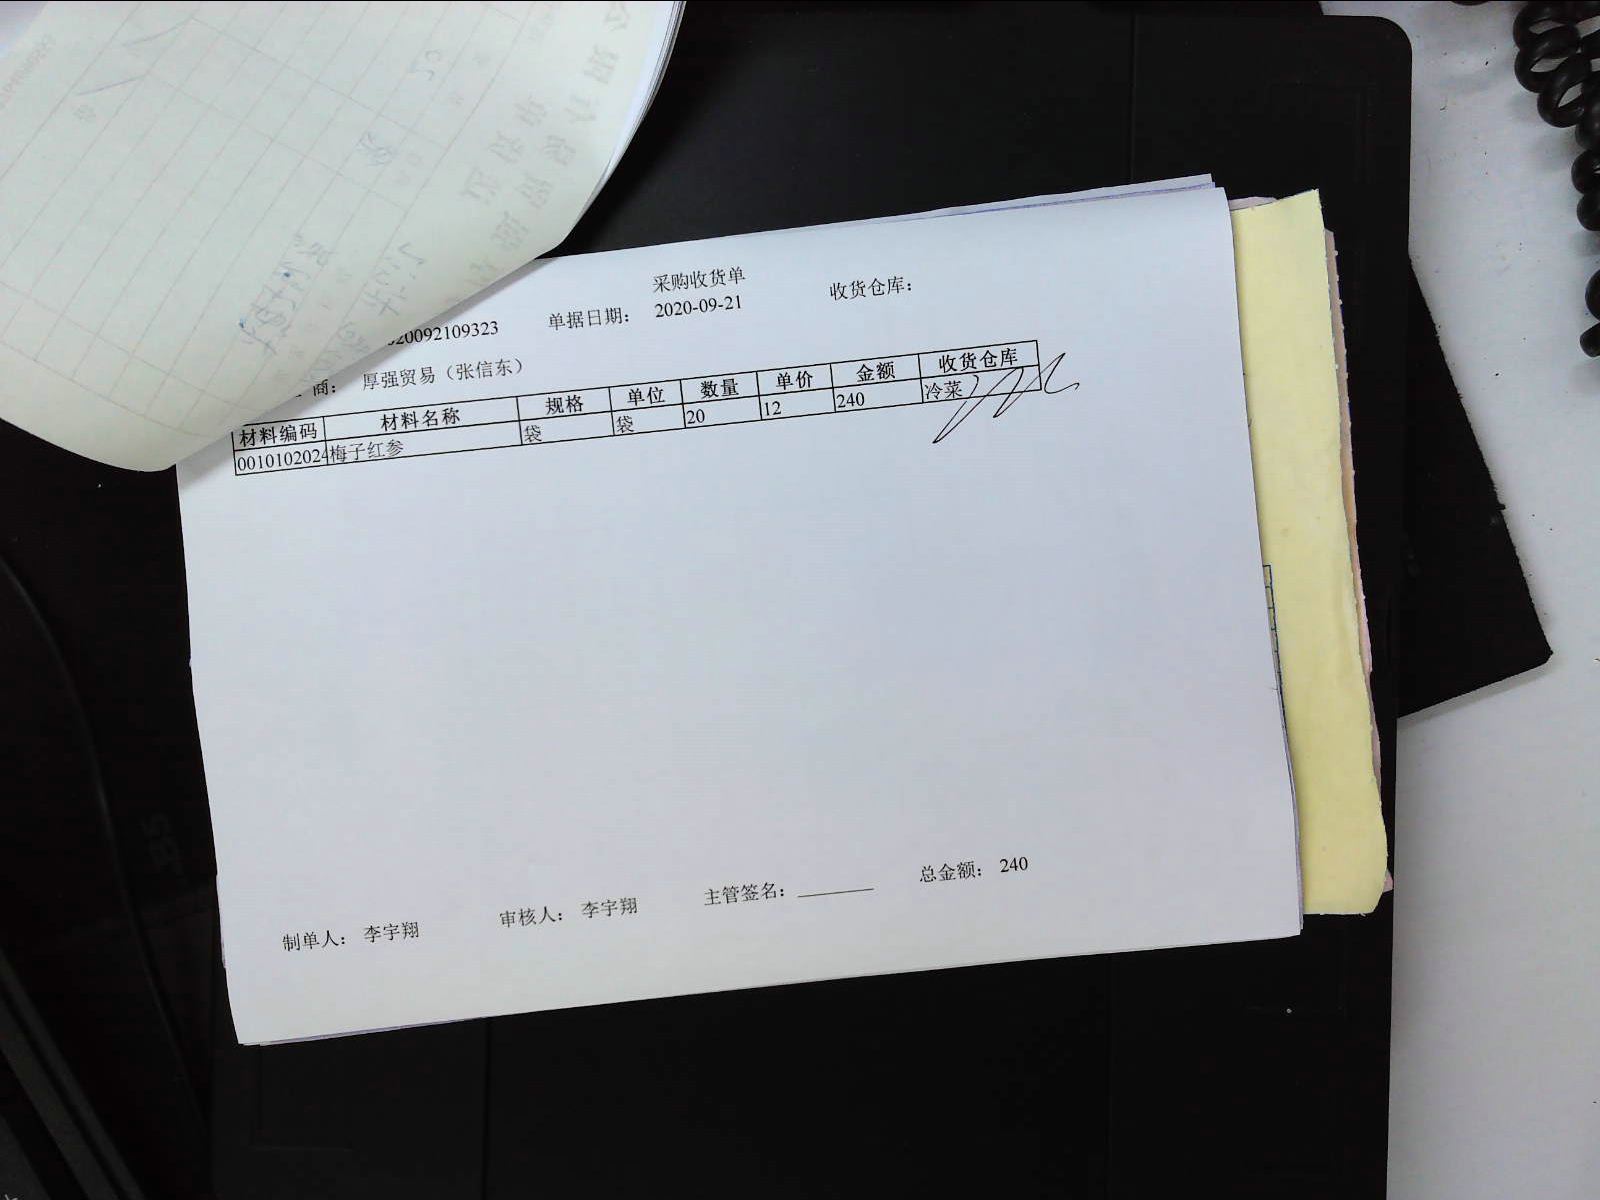 采购收货单
20092109323 单据日期: 2020-09-21 收货仓库:
商: 厚强贸易（张信东）
材料编码 材料名称 规格 单位 数量 单价 金额 收货仓库
0010102024 梅子红参 袋 袋 20 12 240 冷菜
总金额: 240
制单人: 李宇翔 审核人: 李宇翔 主管签名: